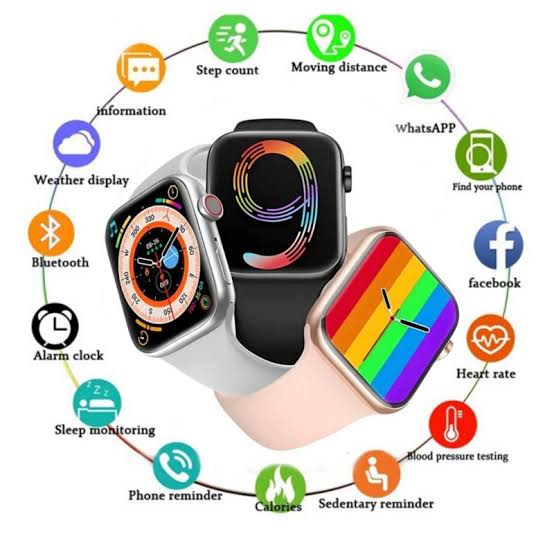 Step count
Moving distance
information
WhatsAPP
Weather display
Find your phone
Bluetooth
facebook
Alarm clock
Heart rate
Sleep monitoring
Blood pressure testing
Phone reminder
Calories
Sedentary reminder
9